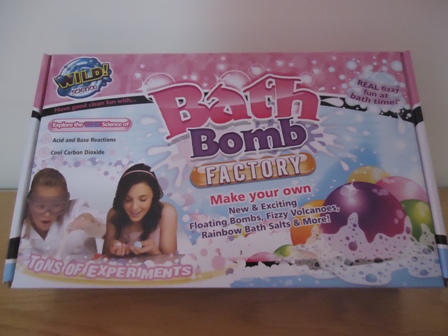 WILD!
SCIENCE
Have good clean fun with...
REAL fizzy
fun at
bath time!
Bath
Bomb
FACTORY
Explore the Science of
Acid and Base Reactions
Cool Carbon Dioxide
Make your own
New & Exciting
Floating Bombs, Fizzy Volcanoes,
Rainbow Bath Salts & More!
TONS OF EXPERIMENTS